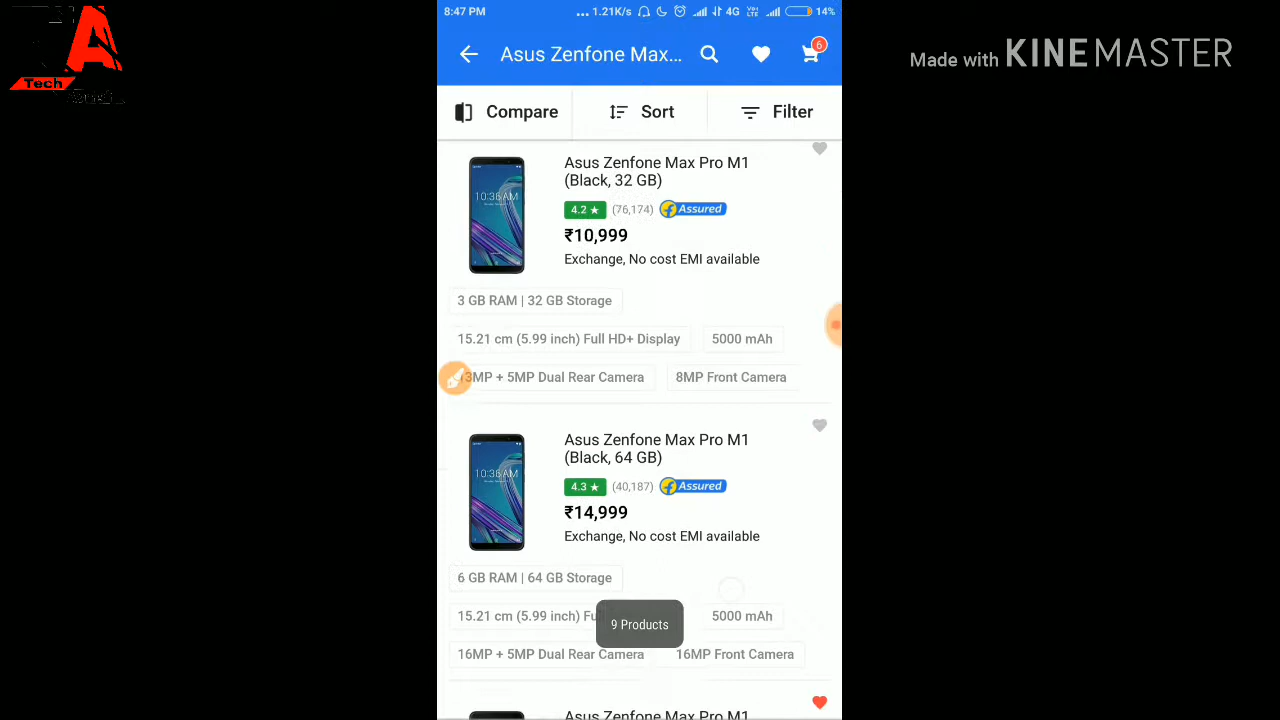 8:47 PM
... 1.21K/s
4G
VoLTE
14%
Tech
Made with KINEMASTER
Asus Zenfone Max...
6
Compare
Sort
Filter
Asus Zenfone Max Pro M1
(Black, 32 GB)
4.2 ★ (76,174) Assured
₹10,999
Exchange, No cost EMI available
10:36AM
3 GB RAM | 32 GB Storage
15.21 cm (5.99 inch) Full HD+ Display
5000 mAh
3MP + 5MP Dual Rear Camera
8MP Front Camera
Asus Zenfone Max Pro M1
(Black, 64 GB)
4.3 ★ (40,187) Assured
₹14,999
Exchange, No cost EMI available
10:36AM
6 GB RAM | 64 GB Storage
15.21 cm (5.99 inch) Fu
5000 mAh
9 Products
16MP + 5MP Dual Rear Camera
16MP Front Camera
Asus Zenfone Max Pro M1